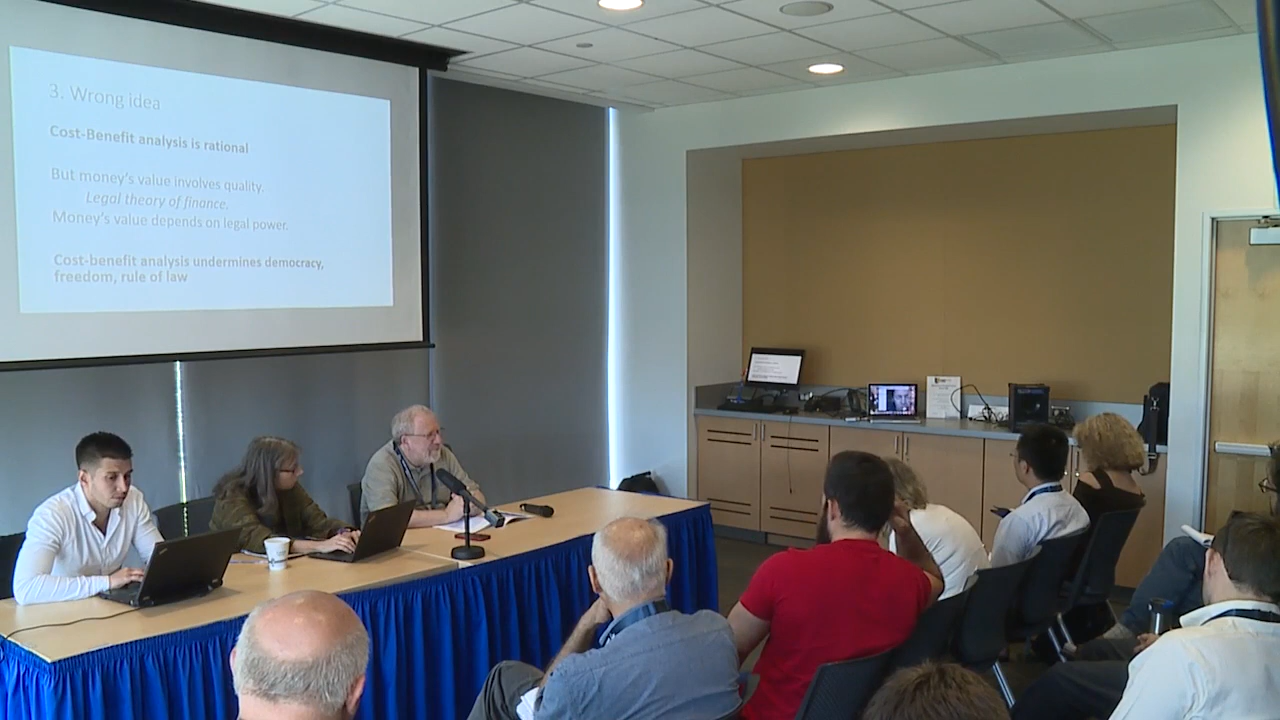 3. Wrong idea
Cost-Benefit analysis is rational
But money's value involves quality.
Legal theory of finance.
Money's value depends on legal power.
Cost-benefit analysis undermines democracy,
freedom, rule of law